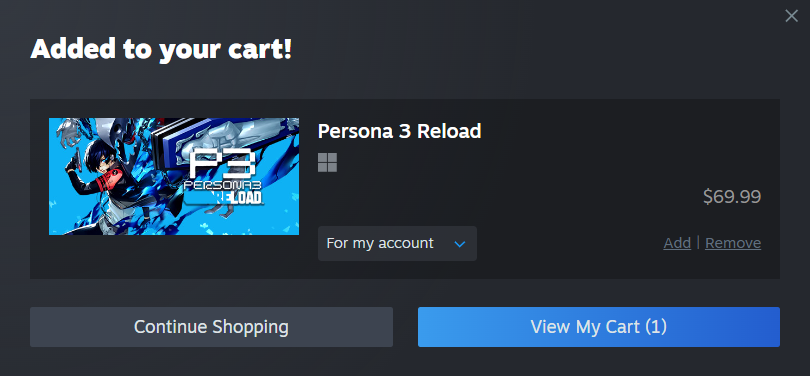 Added to your cart!
P3
PERSONA3
RELOAD
Persona 3 Reload
$69.99
For my account
Add | Remove
Continue Shopping
View My Cart (1)